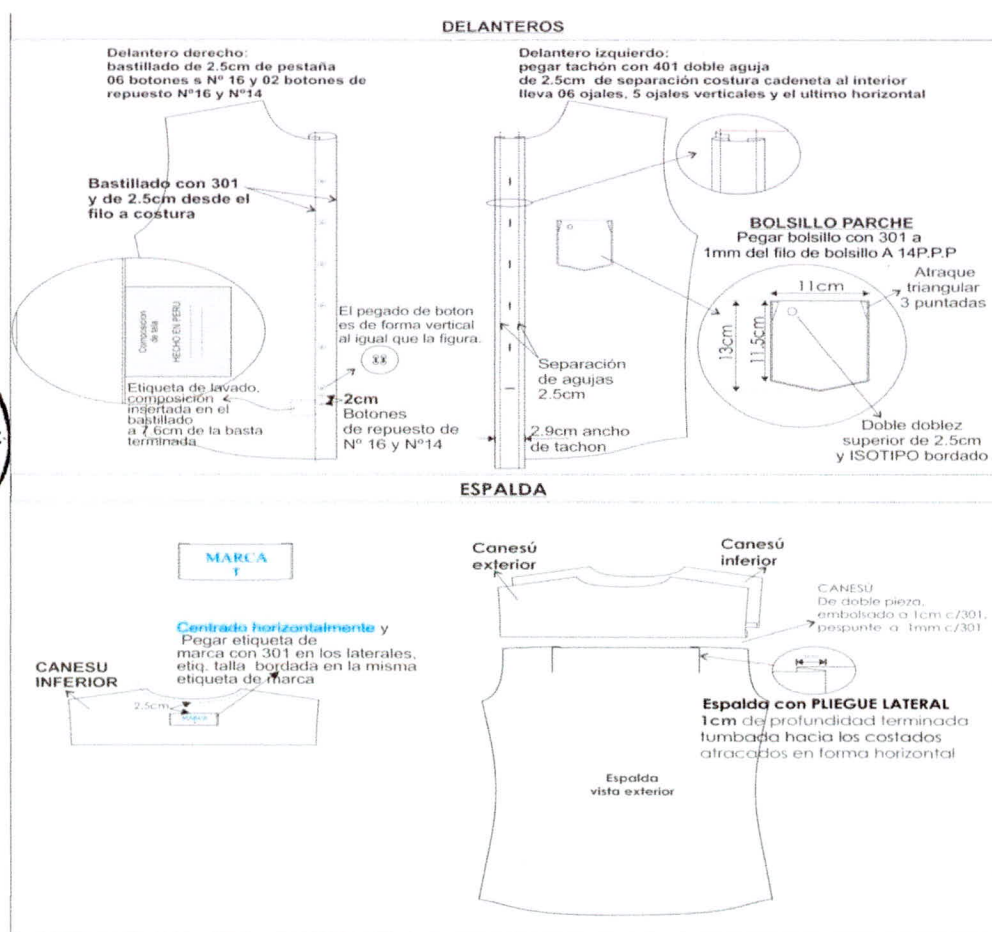 DELANTEROS
Delantero derecho:
bastillado de 2.5cm de pestaña
06 botones s Nº 16 y 02 botones de
repuesto Nº16 y Nº14
Delantero izquierdo:
pegar tachón con 401 doble aguja
de 2.5cm de separación costura cadeneta al interior
lleva 06 ojales, 5 ojales verticales y el ultimo horizontal
Bastillado con 301
y de 2.5cm desde el
filo a costura
BOLSILLO PARCHE
Pegar bolsillo con 301 a
1mm del filo de bolsillo A 14P.P.P
11cm
13cm
11.5cm
Atraque
triangular
3 puntadas
Composicion
de tela
HECHO EN PERU
El pegado de boton
es de forma vertical
al igual que la figura.
Etiqueta de lavado,
composición
insertada en el
bastillado
a 7.6cm de la basta
terminada
2cm
Botones
de repuesto de
Nº 16 y Nº14
Separación
de agujas
2.5cm
2.9cm ancho
de tachon
Doble doblez
superior de 2.5cm
y ISOTIPO bordado
ESPALDA
MARCA
T
Centrado horizontalmente y
Pegar etiqueta de
marca con 301 en los laterales,
etiq. talla bordada en la misma
etiqueta de marca
CANESU
INFERIOR
2.5cm
MARCA
T
Canesú
exterior
Canesú
inferior
CANESÚ
De doble pieza,
embolsado a 1cm c/301,
pespunte a 1mm c/301
Espalda con PLIEGUE LATERAL
1cm de profundidad terminada
tumbada hacia los costados
atracados en forma horizontal
Espalda
vista exterior